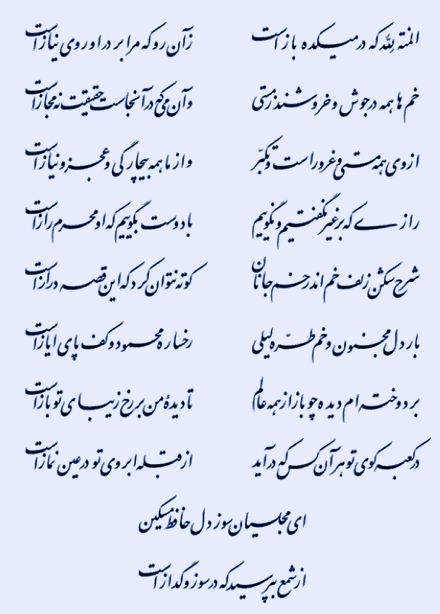 المنة لله که در میکده باز است زآن رو که مرا بر در او روی نیاز است
خم‌ها همه در جوش و خروشند ز مستی وآن می که در آنجاست حقیقت نه مجاز است
از وی همه مستی و غرور است و تکبر و از ما همه بیچارگی و عجز و نیاز است
رازی که بر غیر نگفتیم و نگوییم با دوست بگوییم که او محرم راز است
شرح شکن زلف خم اندر خم جانان کوته نتوان کرد که این قصه دراز است
بار دل مجنون و خم طره لیلی رخساره محمود و کف پای ایاز است
بردوخته‌ام دیده چو باز از همه عالم تا دیدهٔ من بر رخ زیبای تو باز است
در کعبه کوی تو هر آن کس که درآید از قبله ابروی تو در عین نماز است
ای مجلسیان سوز دل حافظ مسکین
از شمع بپرسید که در سوز و گداز است